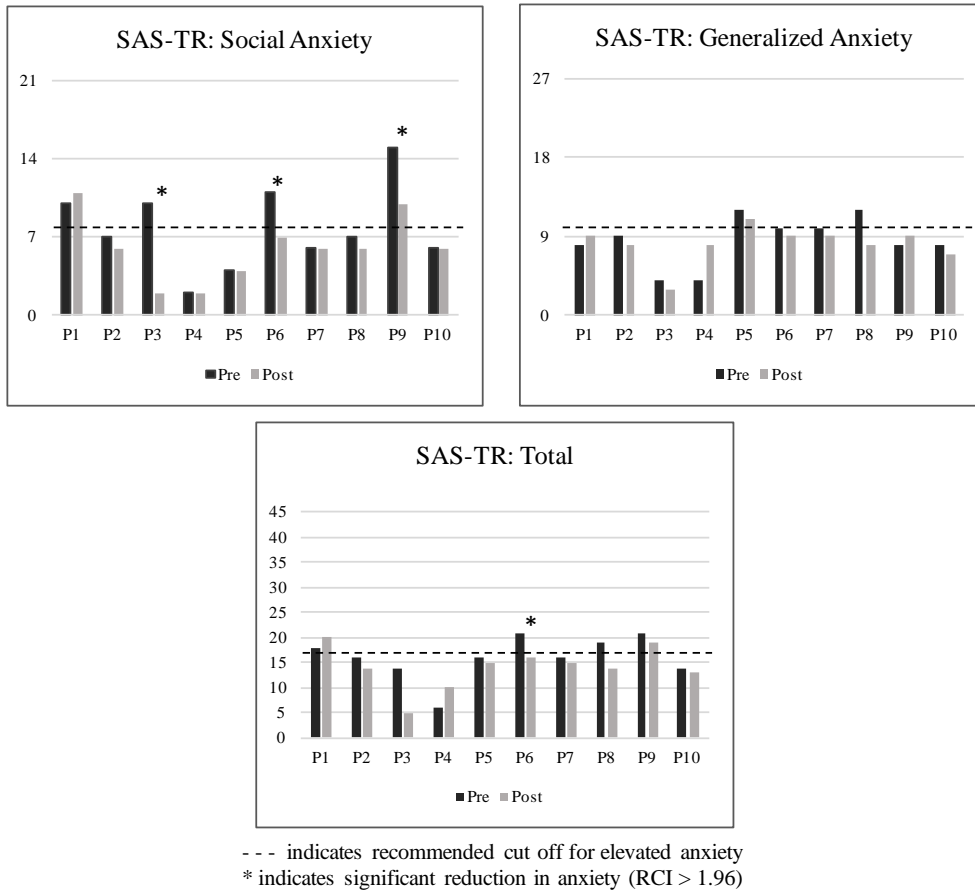 SAS-TR: Social Anxiety
21
14
7
0
*
*
*
P1 P2 P3 P4 P5 P6 P7 P8 P9 P10
Pre Post
SAS-TR: Generalized Anxiety
27
18
9
0
P1 P2 P3 P4 P5 P6 P7 P8 P9 P10
Pre Post
SAS-TR: Total
45
40
35
30
25
20
15
10
5
0
*
P1 P2 P3 P4 P5 P6 P7 P8 P9 P10
Pre Post
- - - indicates recommended cut off for elevated anxiety
* indicates significant reduction in anxiety (RCI > 1.96)